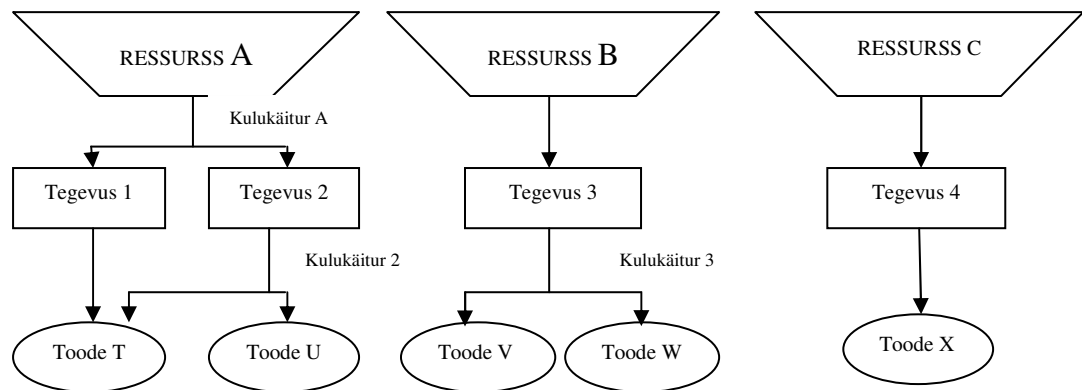 RESSURSS A
RESSURSS B
RESSURSS C
Kulukäitur A
Tegevus 1
Tegevus 2
Tegevus 3
Tegevus 4
Kulukäitur 2
Kulukäitur 3
Toode T
Toode U
Toode V
Toode W
Toode X